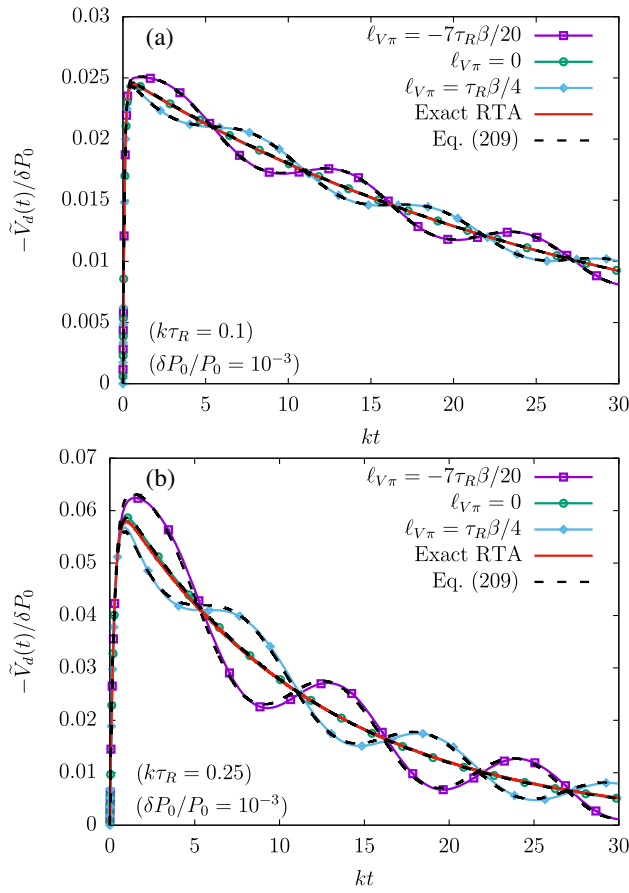 (a)
ℓ_{Vπ} = −7τ_Rβ/20
ℓ_{Vπ} = 0
ℓ_{Vπ} = τ_Rβ/4
Exact RTA
Eq. (209)
0.03
0.025
0.02
0.015
0.01
0.005
0
−Ṽ_d(t)/δP_0
(kτ_R = 0.1)
(δP_0/P_0 = 10^{−3})
0 5 10 15 20 25 30
kt
(b)
ℓ_{Vπ} = −7τ_Rβ/20
ℓ_{Vπ} = 0
ℓ_{Vπ} = τ_Rβ/4
Exact RTA
Eq. (209)
0.07
0.06
0.05
0.04
0.03
0.02
0.01
0
−Ṽ_d(t)/δP_0
(kτ_R = 0.25)
(δP_0/P_0 = 10^{−3})
0 5 10 15 20 25 30
kt